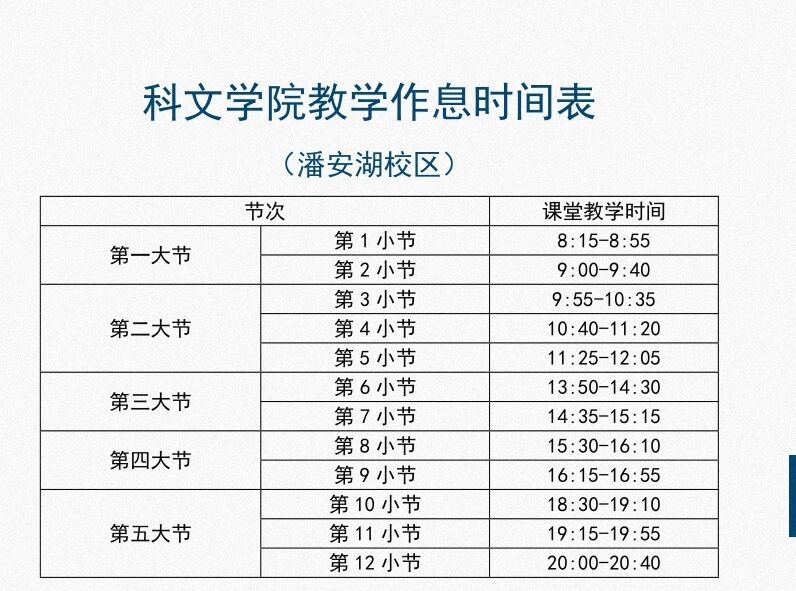 科文学院教学作息时间表
（潘安湖校区）
节次 课堂教学时间
第一大节 第1小节 8:15-8:55
第2小节 9:00-9:40
第二大节 第3小节 9:55-10:35
第4小节 10:40-11:20
第5小节 11:25-12:05
第三大节 第6小节 13:50-14:30
第7小节 14:35-15:15
第四大节 第8小节 15:30-16:10
第9小节 16:15-16:55
第五大节 第10小节 18:30-19:10
第11小节 19:15-19:55
第12小节 20:00-20:40